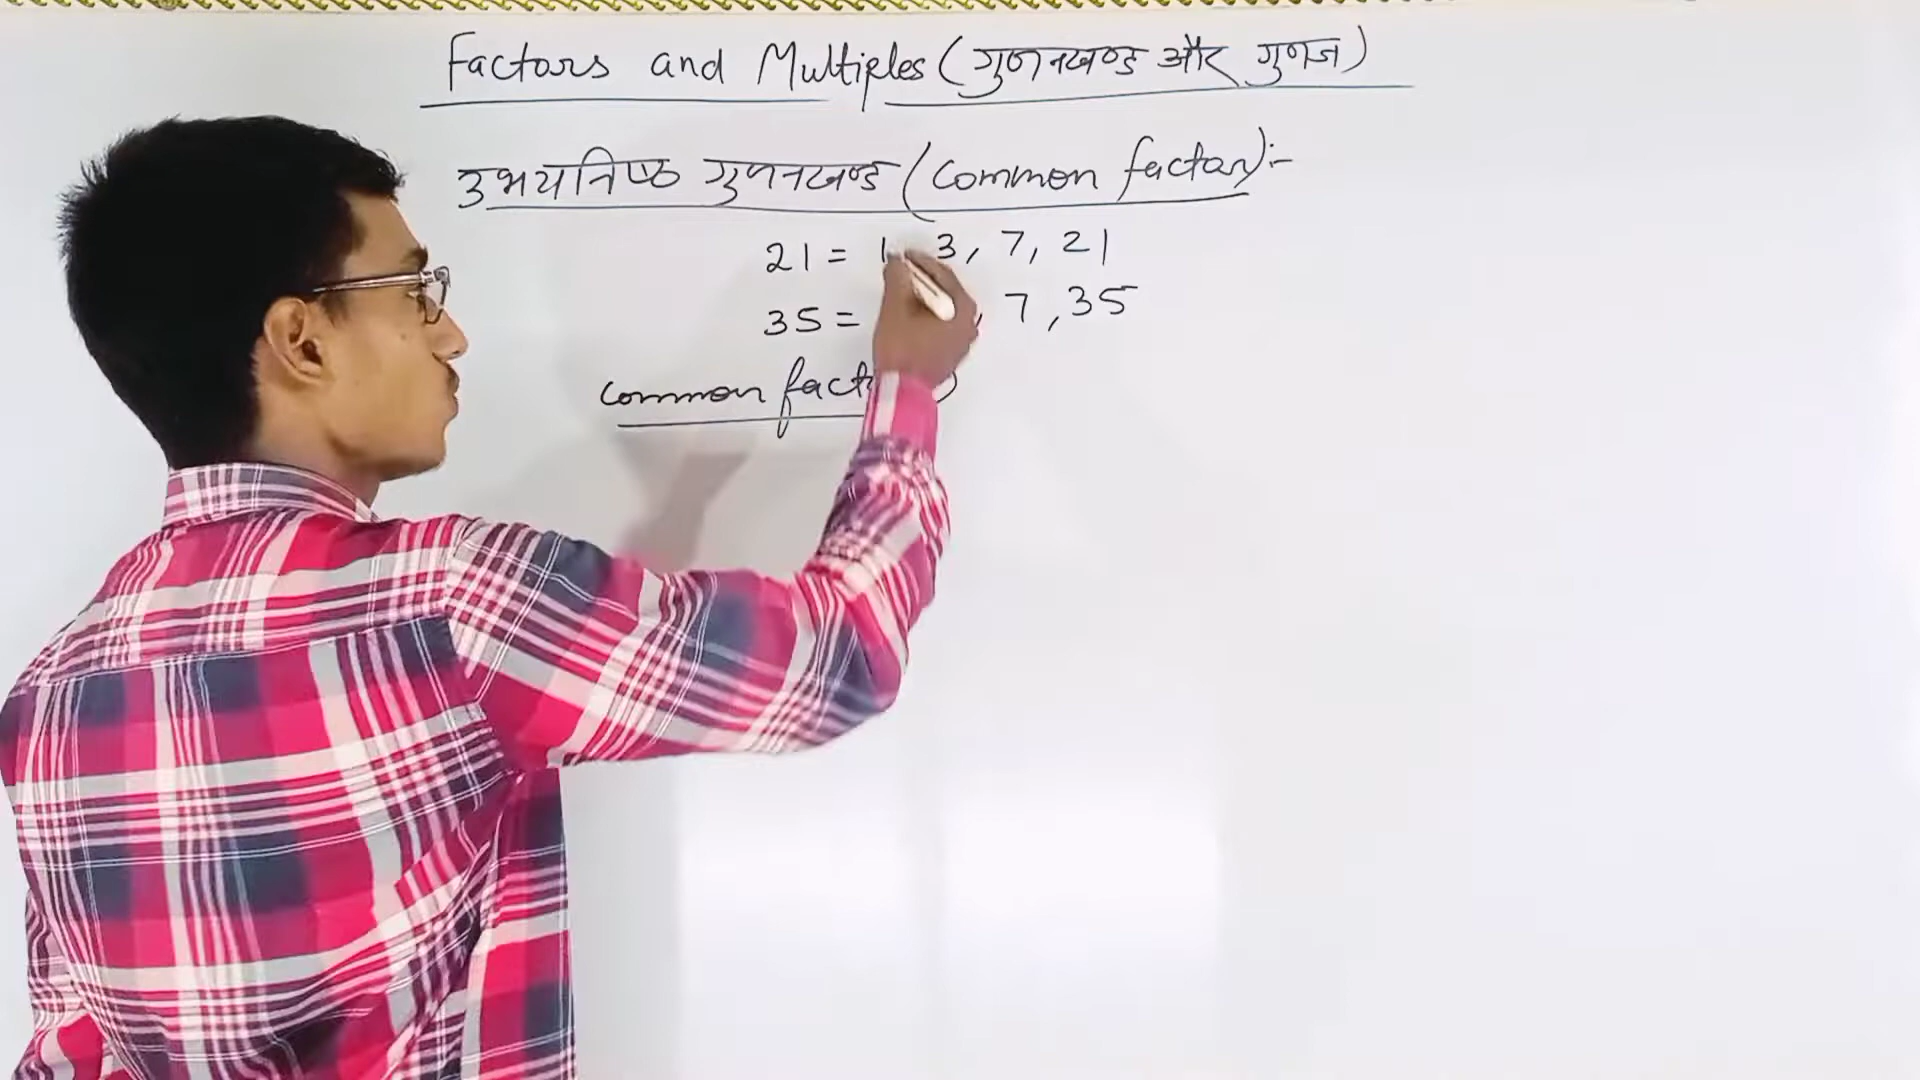 Factors and Multiples (गुणनखण्ड और गुणज)
उभयनिष्ठ गुणनखण्ड (Common factor):-
21 = 1 3, 7, 21
35 = , 7, 35
common fact